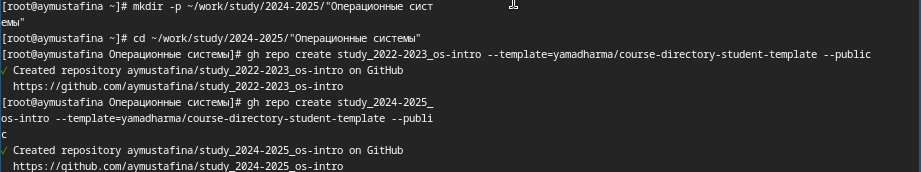 [root@aymustafina ~]# mkdir -p ~/work/study/2024-2025/"Операционные сист
емы"
[root@aymustafina ~]# cd ~/work/study/2024-2025/"Операционные системы"
[root@aymustafina Операционные системы]# gh repo create study_2022-2023_os-intro --template=yamadharma/course-directory-student-template --public
✓ Created repository aymustafina/study_2022-2023_os-intro on GitHub
https://github.com/aymustafina/study_2022-2023_os-intro
[root@aymustafina Операционные системы]# gh repo create study_2024-2025_
os-intro --template=yamadharma/course-directory-student-template --publi
c
✓ Created repository aymustafina/study_2024-2025_os-intro on GitHub
https://github.com/aymustafina/study_2024-2025_os-intro